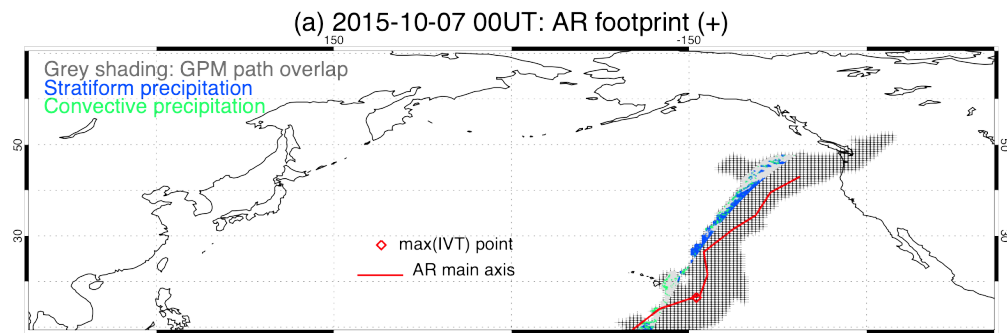 (a) 2015-10-07 00UT: AR footprint (+)
150 -150
Grey shading: GPM path overlap
Stratiform precipitation
Convective precipitation
50 50
30 30
max(IVT) point
AR main axis